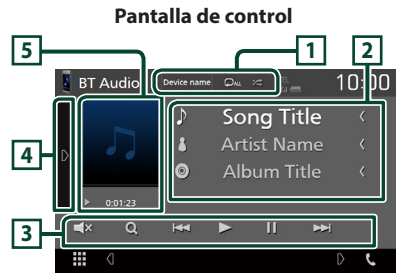 Pantalla de control
5 1 2
BT Audio Device name ALL 10:00
Song Title
Artist Name
Album Title
4
0:01:23
3